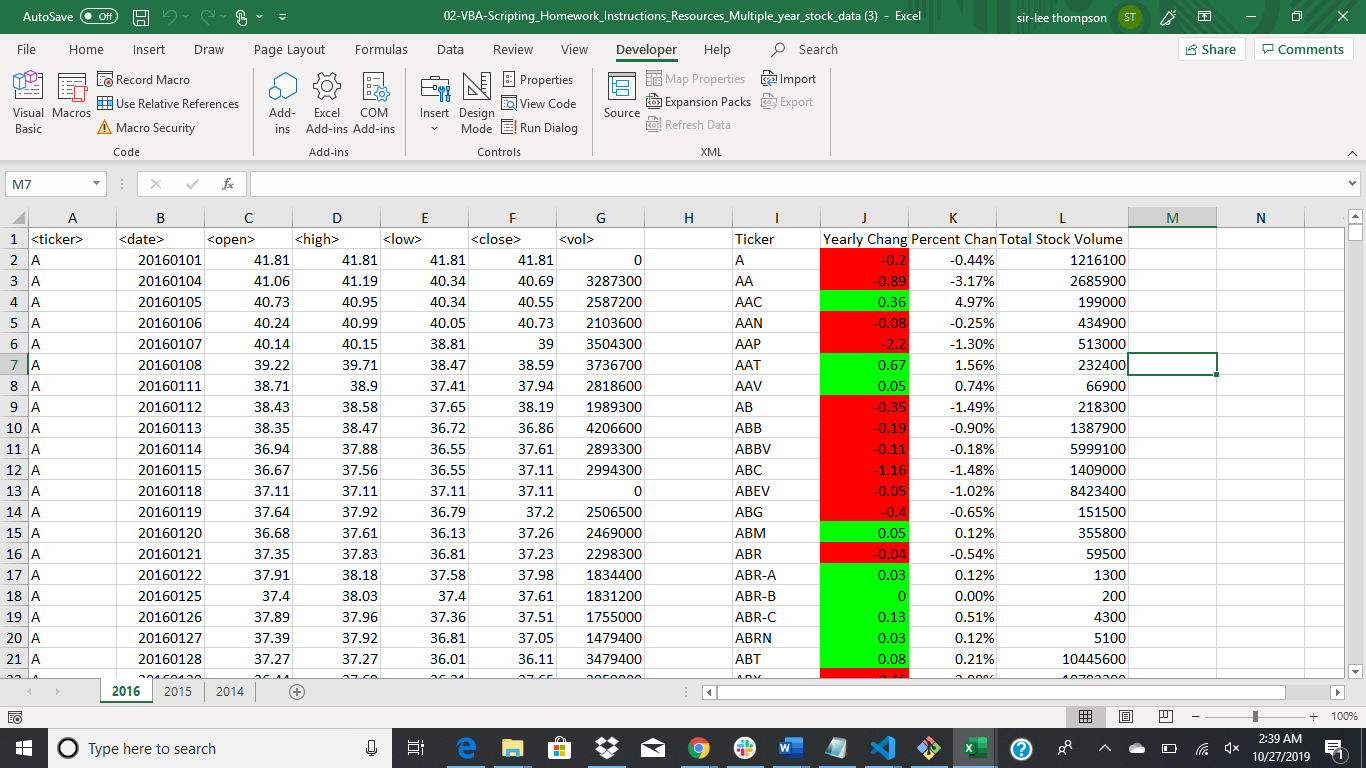 AutoSave Off 02-VBA-Scripting_Homework_Instructions_Resources_Multiple_year_stock_data (3) - Excel sir-lee thompson ST
File Home Insert Draw Page Layout Formulas Data Review View Developer Help Search Share Comments
Visual Basic Macros Record Macro Use Relative References Macro Security Add-ins Excel Add-ins COM Add-ins Insert Design Mode Properties View Code Run Dialog Source Map Properties Expansion Packs Refresh Data Import Export
Code Add-ins Controls XML
M7 fx
A B C D E F G H I J K L M N
1 <ticker> <date> <open> <high> <low> <close> <vol> Ticker Yearly Chang Percent Chan Total Stock Volume
2 A 20160101 41.81 41.81 41.81 41.81 0 A -0.2 -0.44% 1216100
3 A 20160104 41.06 41.19 40.34 40.69 3287300 AA -0.89 -3.17% 2685900
4 A 20160105 40.73 40.95 40.34 40.55 2587200 AAC 0.36 4.97% 199000
5 A 20160106 40.24 40.99 40.05 40.73 2103600 AAN -0.08 -0.25% 434900
6 A 20160107 40.14 40.15 38.81 39 3504300 AAP -2.2 -1.30% 513000
7 A 20160108 39.22 39.71 38.47 38.59 3736700 AAT 0.67 1.56% 232400
8 A 20160111 38.71 38.9 37.41 37.94 2818600 AAV 0.05 0.74% 66900
9 A 20160112 38.43 38.58 37.65 38.19 1989300 AB -0.35 -1.49% 218300
10 A 20160113 38.35 38.47 36.72 36.86 4206600 ABB -0.19 -0.90% 1387900
11 A 20160114 36.94 37.88 36.55 37.61 2893300 ABBV -0.11 -0.18% 5999100
12 A 20160115 36.67 37.56 36.55 37.11 2994300 ABC -1.16 -1.48% 1409000
13 A 20160118 37.11 37.11 37.11 37.11 0 ABEV -0.05 -1.02% 8423400
14 A 20160119 37.64 37.92 36.79 37.2 2506500 ABG -0.4 -0.65% 151500
15 A 20160120 36.68 37.61 36.13 37.26 2469000 ABM 0.05 0.12% 355800
16 A 20160121 37.35 37.83 36.81 37.23 2298300 ABR -0.04 -0.54% 59500
17 A 20160122 37.91 38.18 37.58 37.98 1834400 ABR-A 0.03 0.12% 1300
18 A 20160125 37.4 38.03 37.4 37.61 1831200 ABR-B 0 0.00% 200
19 A 20160126 37.89 37.96 37.36 37.51 1755000 ABR-C 0.13 0.51% 4300
20 A 20160127 37.39 37.92 36.81 37.05 1479400 ABRN 0.03 0.12% 5100
21 A 20160128 37.27 37.27 36.01 36.11 3479400 ABT 0.08 0.21% 10445600
2016 2015 2014
100%
Type here to search 2:39 AM
10/27/2019 1